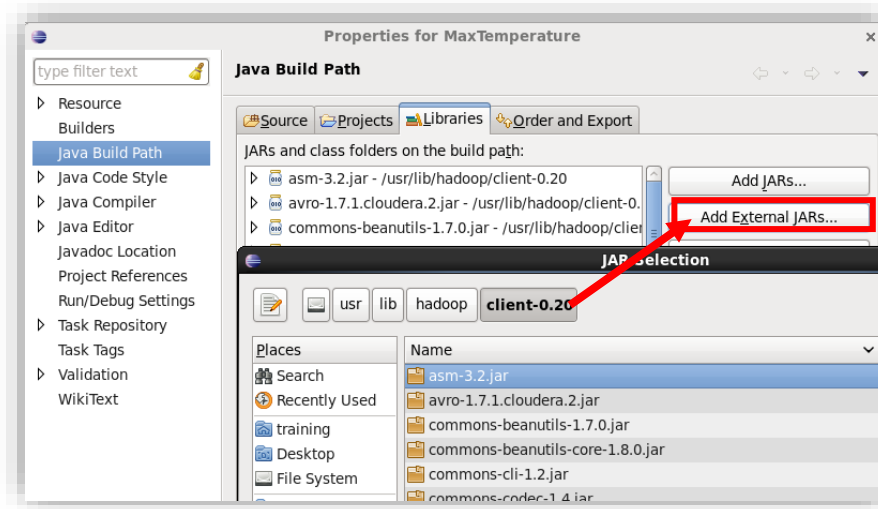 Properties for MaxTemperature
type filter text
Resource
Builders
Java Build Path
Java Code Style
Java Compiler
Java Editor
Javadoc Location
Project References
Run/Debug Settings
Task Repository
Task Tags
Validation
WikiText
Java Build Path
Source Projects Libraries Order and Export
JARs and class folders on the build path:
asm-3.2.jar - /usr/lib/hadoop/client-0.20
avro-1.7.1.cloudera.2.jar - /usr/lib/hadoop/client-0.
commons-beanutils-1.7.0.jar - /usr/lib/hadoop/clie
Add JARs...
Add External JARs...
JAR Selection
usr lib hadoop client-0.20
Places
Search
Recently Used
training
Desktop
File System
Name
asm-3.2.jar
avro-1.7.1.cloudera.2.jar
commons-beanutils-1.7.0.jar
commons-beanutils-core-1.8.0.jar
commons-cli-1.2.jar
commons-codec-1.4.jar